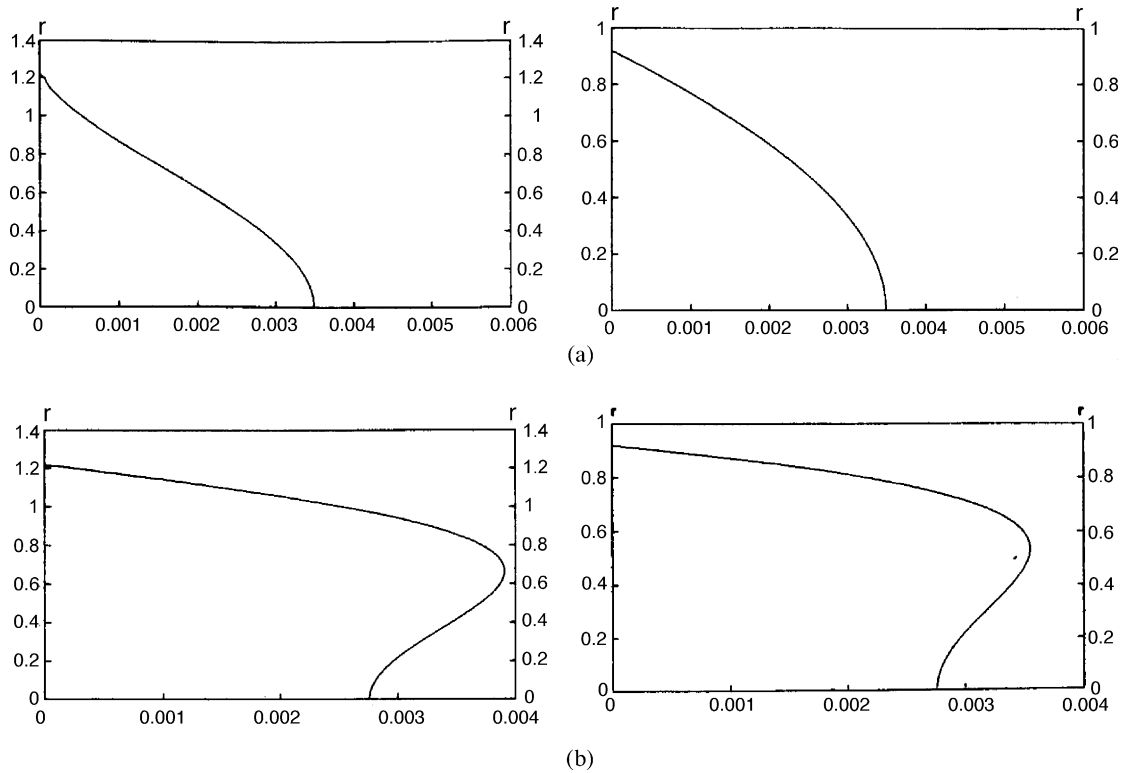 r r r r
1.4 1.4 1 1
1.2 1.2 0.8 0.8
1 1 0.6 0.6
0.8 0.8 0.4 0.4
0.6 0.6 0.2 0.2
0.4 0.4 0 0
0.2 0.2
0 0
0 0.001 0.002 0.003 0.004 0.005 0.006 0 0.001 0.002 0.003 0.004 0.005 0.006
(a)
r r r r
1.4 1.4 1 1
1.2 1.2 0.8 0.8
1 1 0.6 0.6
0.8 0.8 0.4 0.4
0.6 0.6 0.2 0.2
0.4 0.4 0 0
0.2 0.2
0 0
0 0.001 0.002 0.003 0.004 0 0.001 0.002 0.003 0.004
(b)